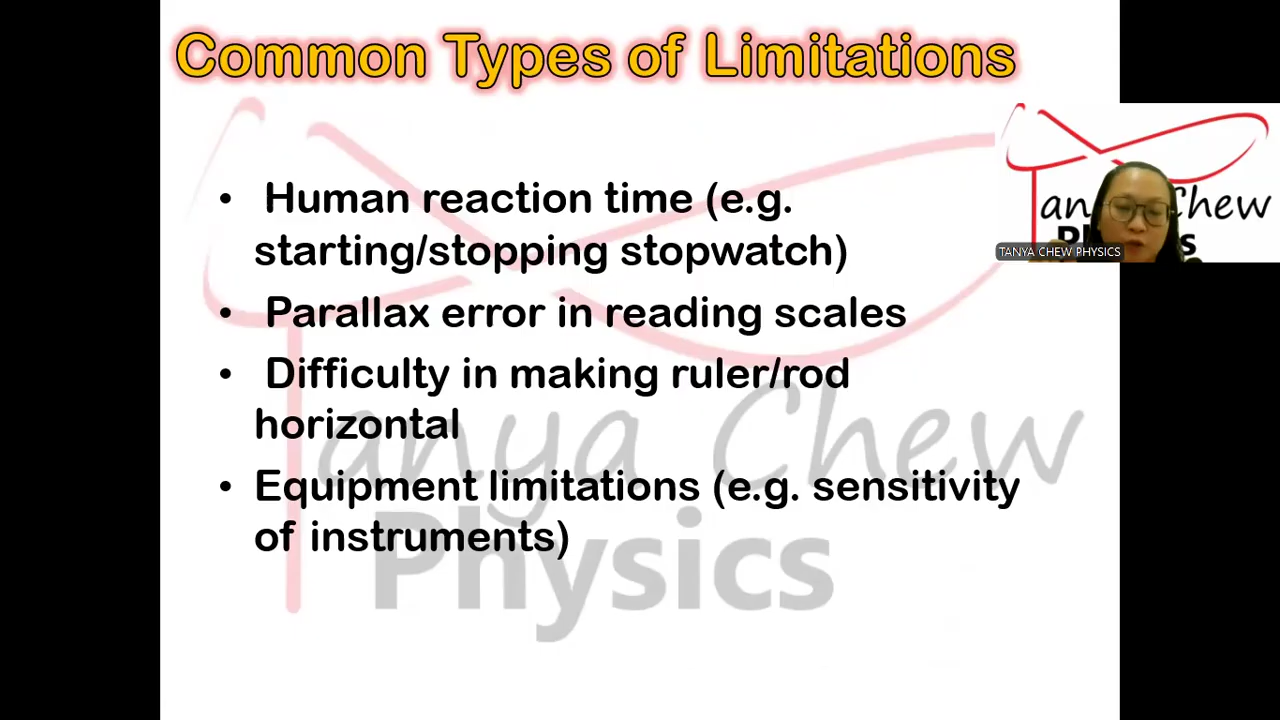 Common Types of Limitations
• Human reaction time (e.g.
starting/stopping stopwatch)
• Parallax error in reading scales
• Difficulty in making ruler/rod
horizontal
• Equipment limitations (e.g. sensitivity
of instruments)
Tanya Chew
Physics
TANYA CHEW PHYSICS